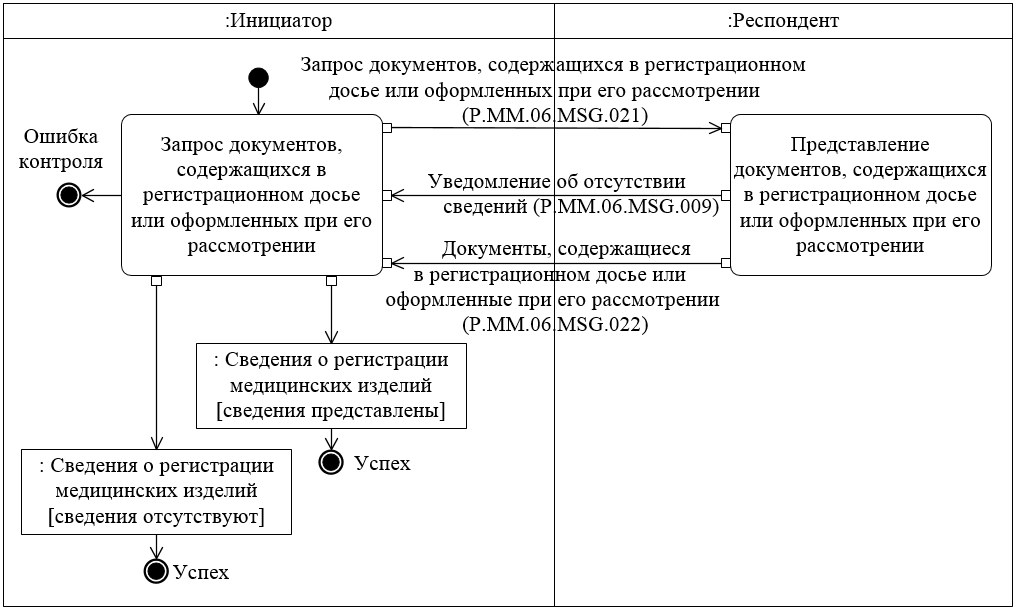 :Инициатор
:Респондент
Запрос документов, содержащихся в регистрационном
досье или оформленных при его рассмотрении
(P.MM.06.MSG.021)
Ошибка
контроля
Запрос документов,
содержащихся в
регистрационном досье
или оформленных при его
рассмотрении
Представление
документов, содержащихся
в регистрационном досье
или оформленных при его
рассмотрении
Уведомление об отсутствии
сведений (P.MM.06.MSG.009)
Документы, содержащиеся
в регистрационном досье или
оформленные при его рассмотрении
(P.MM.06.MSG.022)
: Сведения о регистрации
медицинских изделий
[сведения представлены]
Успех
: Сведения о регистрации
медицинских изделий
[сведения отсутствуют]
Успех